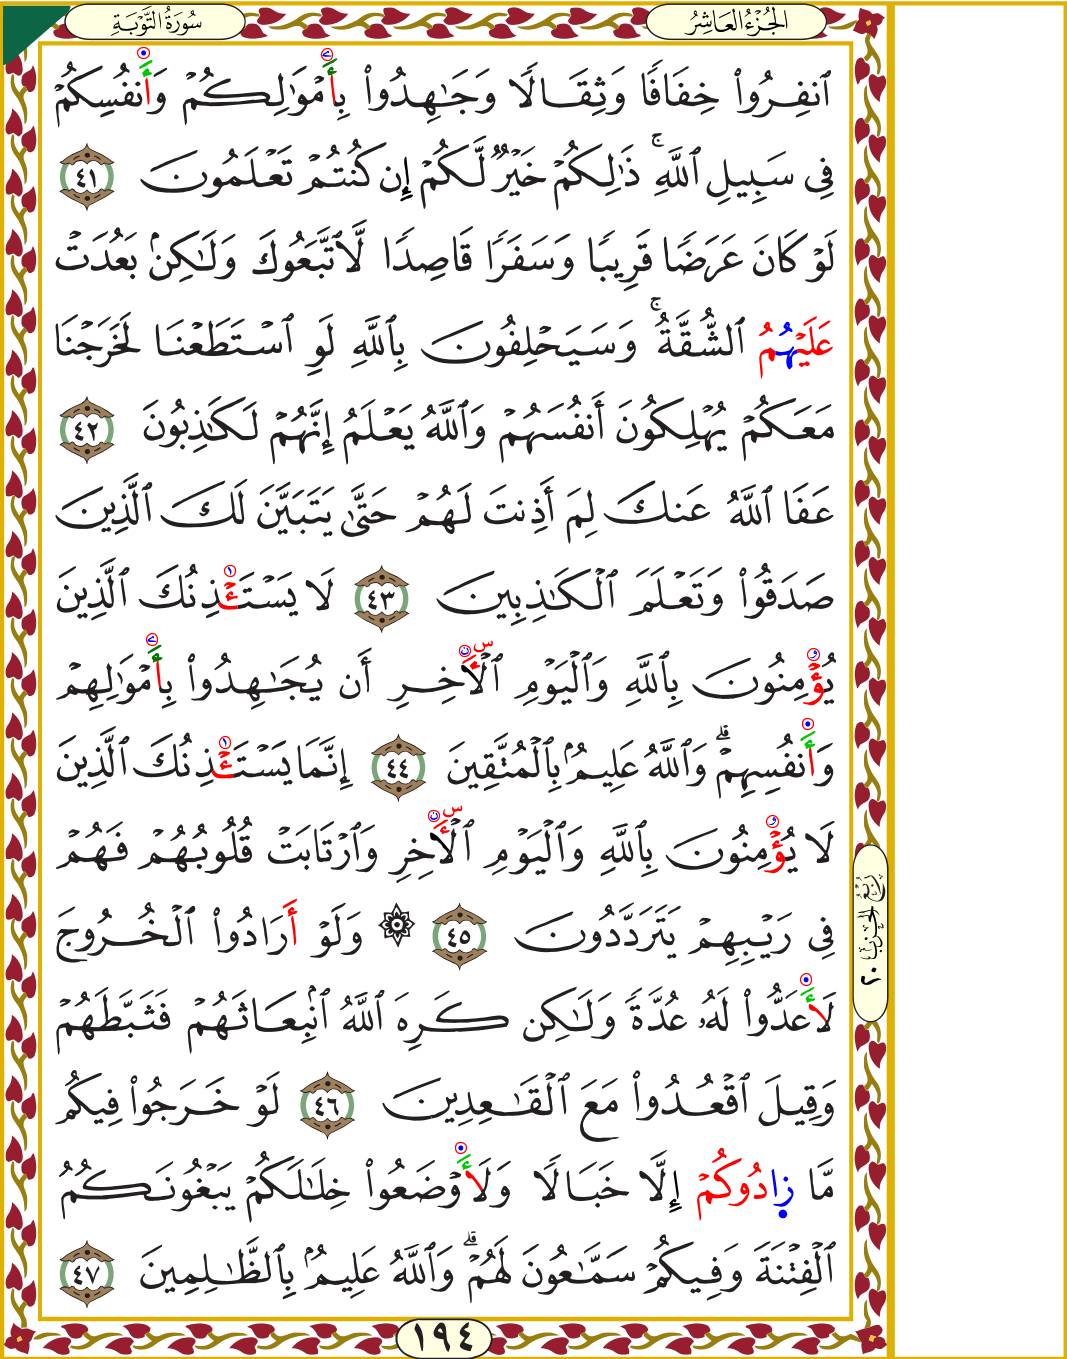 سُورَةُ التَّوْبَةِ
الجُزْءُ العَاشِرُ
ٱنفِرُوا۟ خِفَافًا وَثِقَالًا وَجَـٰهِدُوا۟ بِأَمْوَٰلِكُمْ وَأَنفُسِكُمْ
فِى سَبِيلِ ٱللَّهِ ۚ ذَٰلِكُمْ خَيْرٌ لَّكُمْ إِن كُنتُمْ تَعْلَمُونَ ٤١
لَوْ كَانَ عَرَضًا قَرِيبًا وَسَفَرًا قَاصِدًا لَّٱتَّبَعُوكَ وَلَـٰكِنۢ بَعُدَتْ
عَلَيْهُمُ ٱلشُّقَّةُ ۚ وَسَيَحْلِفُونَ بِٱللَّهِ لَوِ ٱسْتَطَعْنَا لَخَرَجْنَا
مَعَكُمْ يُهْلِكُونَ أَنفُسَهُمْ وَٱللَّهُ يَعْلَمُ إِنَّهُمْ لَكَـٰذِبُونَ ٤٢
عَفَا ٱللَّهُ عَنكَ لِمَ أَذِنتَ لَهُمْ حَتَّىٰ يَتَبَيَّنَ لَكَ ٱلَّذِينَ
صَدَقُوا۟ وَتَعْلَمَ ٱلْكَـٰذِبِينَ ٤٣ لَا يَسْتَـْٔذِنُكَ ٱلَّذِينَ
يُؤْمِنُونَ بِٱللَّهِ وَٱلْيَوْمِ ٱلْـَٔاخِرِ أَن يُجَـٰهِدُوا۟ بِأَمْوَٰلِهِمْ
وَأَنفُسِهِمْ ۗ وَٱللَّهُ عَلِيمٌۢ بِٱلْمُتَّقِينَ ٤٤ إِنَّمَا يَسْتَـْٔذِنُكَ ٱلَّذِينَ
لَا يُؤْمِنُونَ بِٱللَّهِ وَٱلْيَوْمِ ٱلْـَٔاخِرِ وَٱرْتَابَتْ قُلُوبُهُمْ فَهُمْ
فِى رَيْبِهِمْ يَتَرَدَّدُونَ ٤٥ ۞ وَلَوْ أَرَادُوا۟ ٱلْخُرُوجَ
لَأَعَدُّوا۟ لَهُۥ عُدَّةً وَلَـٰكِن كَرِهَ ٱللَّهُ ٱنۢبِعَاثَهُمْ فَثَبَّطَهُمْ
وَقِيلَ ٱقْعُدُوا۟ مَعَ ٱلْقَـٰعِدِينَ ٤٦ لَوْ خَرَجُوا۟ فِيكُم
مَّا زَادُوكُمْ إِلَّا خَبَالًا وَلَأَوْضَعُوا۟ خِلَـٰلَكُمْ يَبْغُونَكُمُ
ٱلْفِتْنَةَ وَفِيكُمْ سَمَّـٰعُونَ لَهُمْ ۗ وَٱللَّهُ عَلِيمٌۢ بِٱلظَّـٰلِمِينَ ٤٧
رُبْعُ الحِزْبِ ٢٠
١٩٤